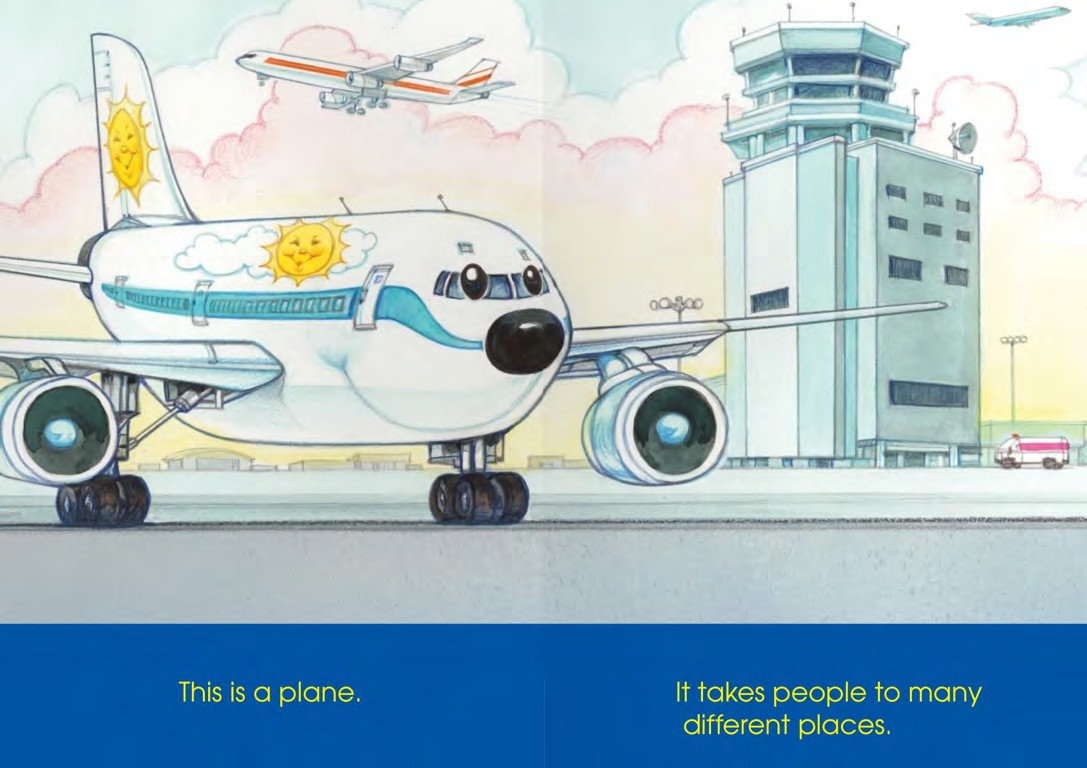 This is a plane.
It takes people to many
different places.